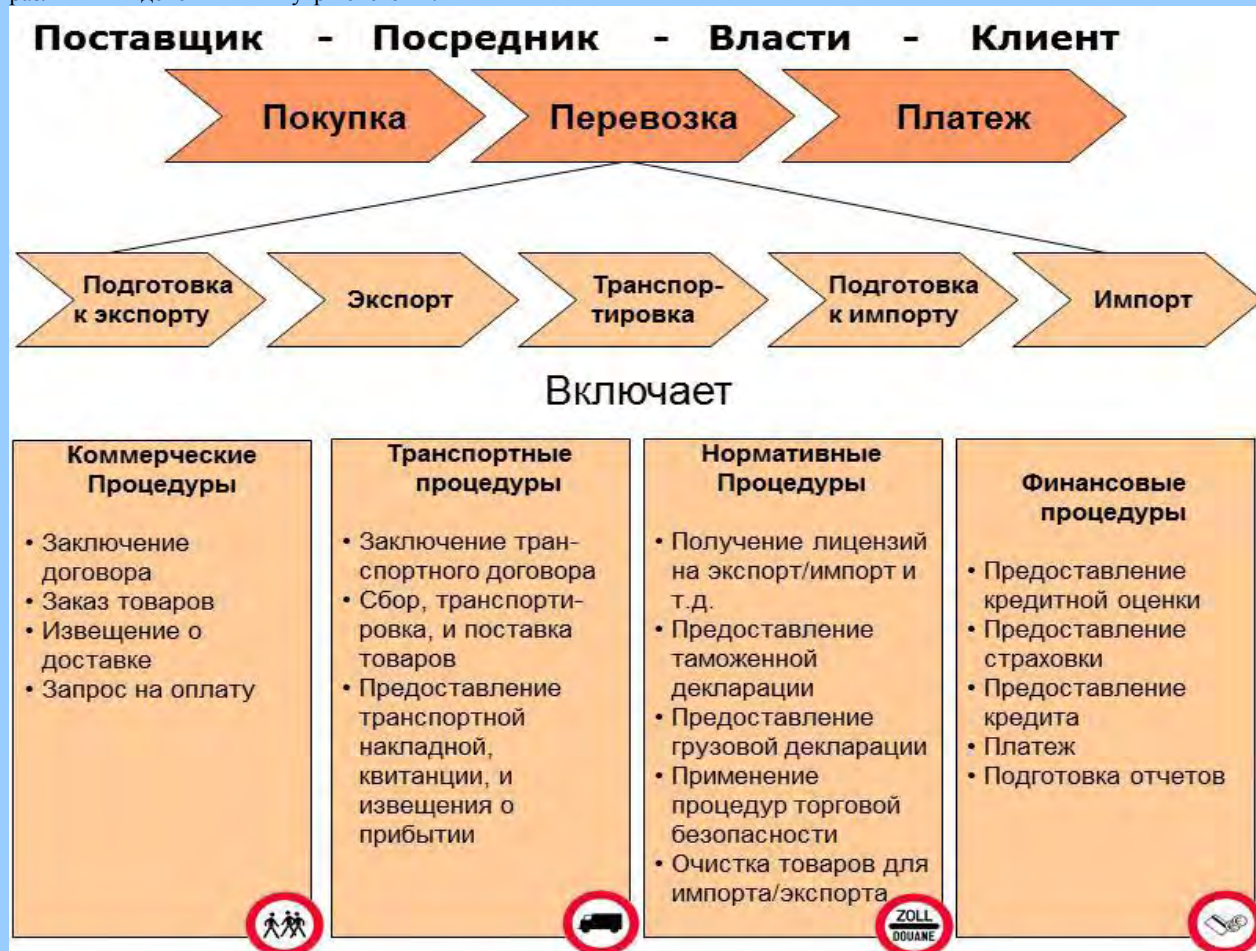 Поставщик - Посредник - Власти - Клиент
Покупка
Перевозка
Платеж
Подготовка
к экспорту
Экспорт
Транспор-
тировка
Подготовка
к импорту
Импорт
Включает
Коммерческие
Процедуры
• Заключение
договора
• Заказ товаров
• Извещение о
доставке
• Запрос на оплату
Транспортные
процедуры
• Заключение тран-
спортного договора
• Сбор, транспорти-
ровка, и поставка
товаров
• Предоставление
транспортной
накладной,
квитанции, и
извещения о
прибытии
Нормативные
Процедуры
• Получение лицензий
на экспорт/импорт и
т.д.
• Предоставление
таможенной
декларации
• Предоставление
грузовой декларации
• Применение
процедур торговой
безопасности
• Очистка товаров для
импорта/экспорта
ZOLL
DOUANE
Финансовые
процедуры
• Предоставление
кредитной оценки
• Предоставление
страховки
• Предоставление
кредита
• Платеж
• Подготовка отчетов